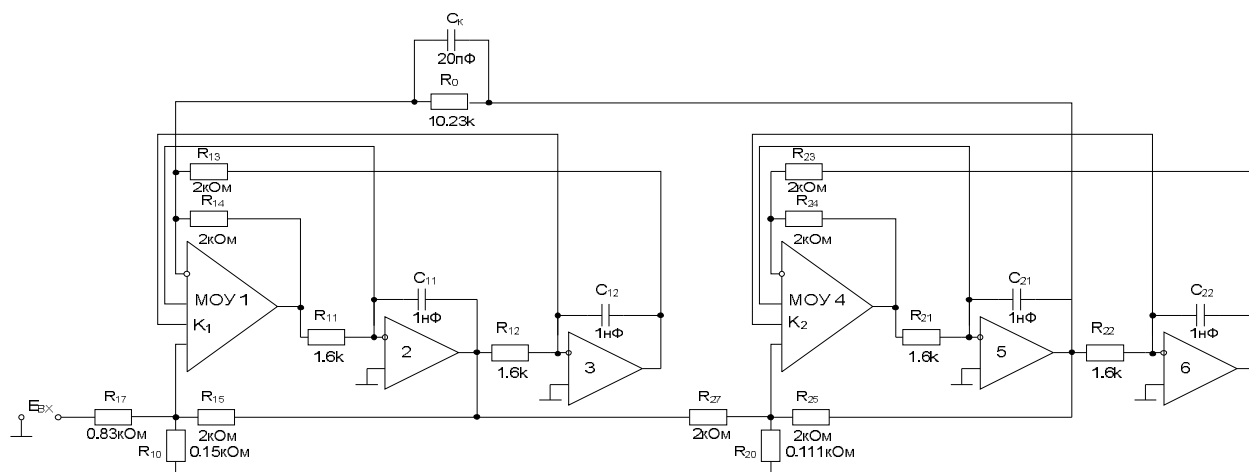 Cк
20пФ
R0
10.23k
R13
2кОм
R14
2кОм
МОУ 1
K1
R11
1.6k
C11
1нФ
2
R12
1.6k
C12
1нФ
3
R23
2кОм
R24
2кОм
МОУ 4
K2
R21
1.6k
C21
1нФ
5
R22
1.6k
C22
1нФ
6
Eвх
R17
0.83кОм
R15
2кОм
R10
0.15кОм
R27
2кОм
R25
2кОм
R20
0.111кОм